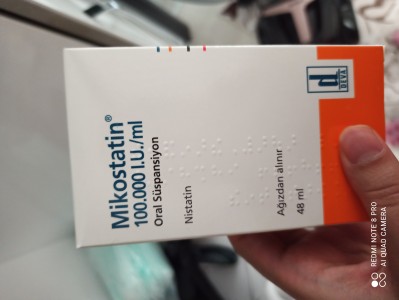 Mikostatin®
100.000 I.U./ml
Oral Süspansiyon
Nistatin
Ağızdan alınır
48 ml
DEVA
REDMI NOTE 8 PRO
AI QUAD CAMERA